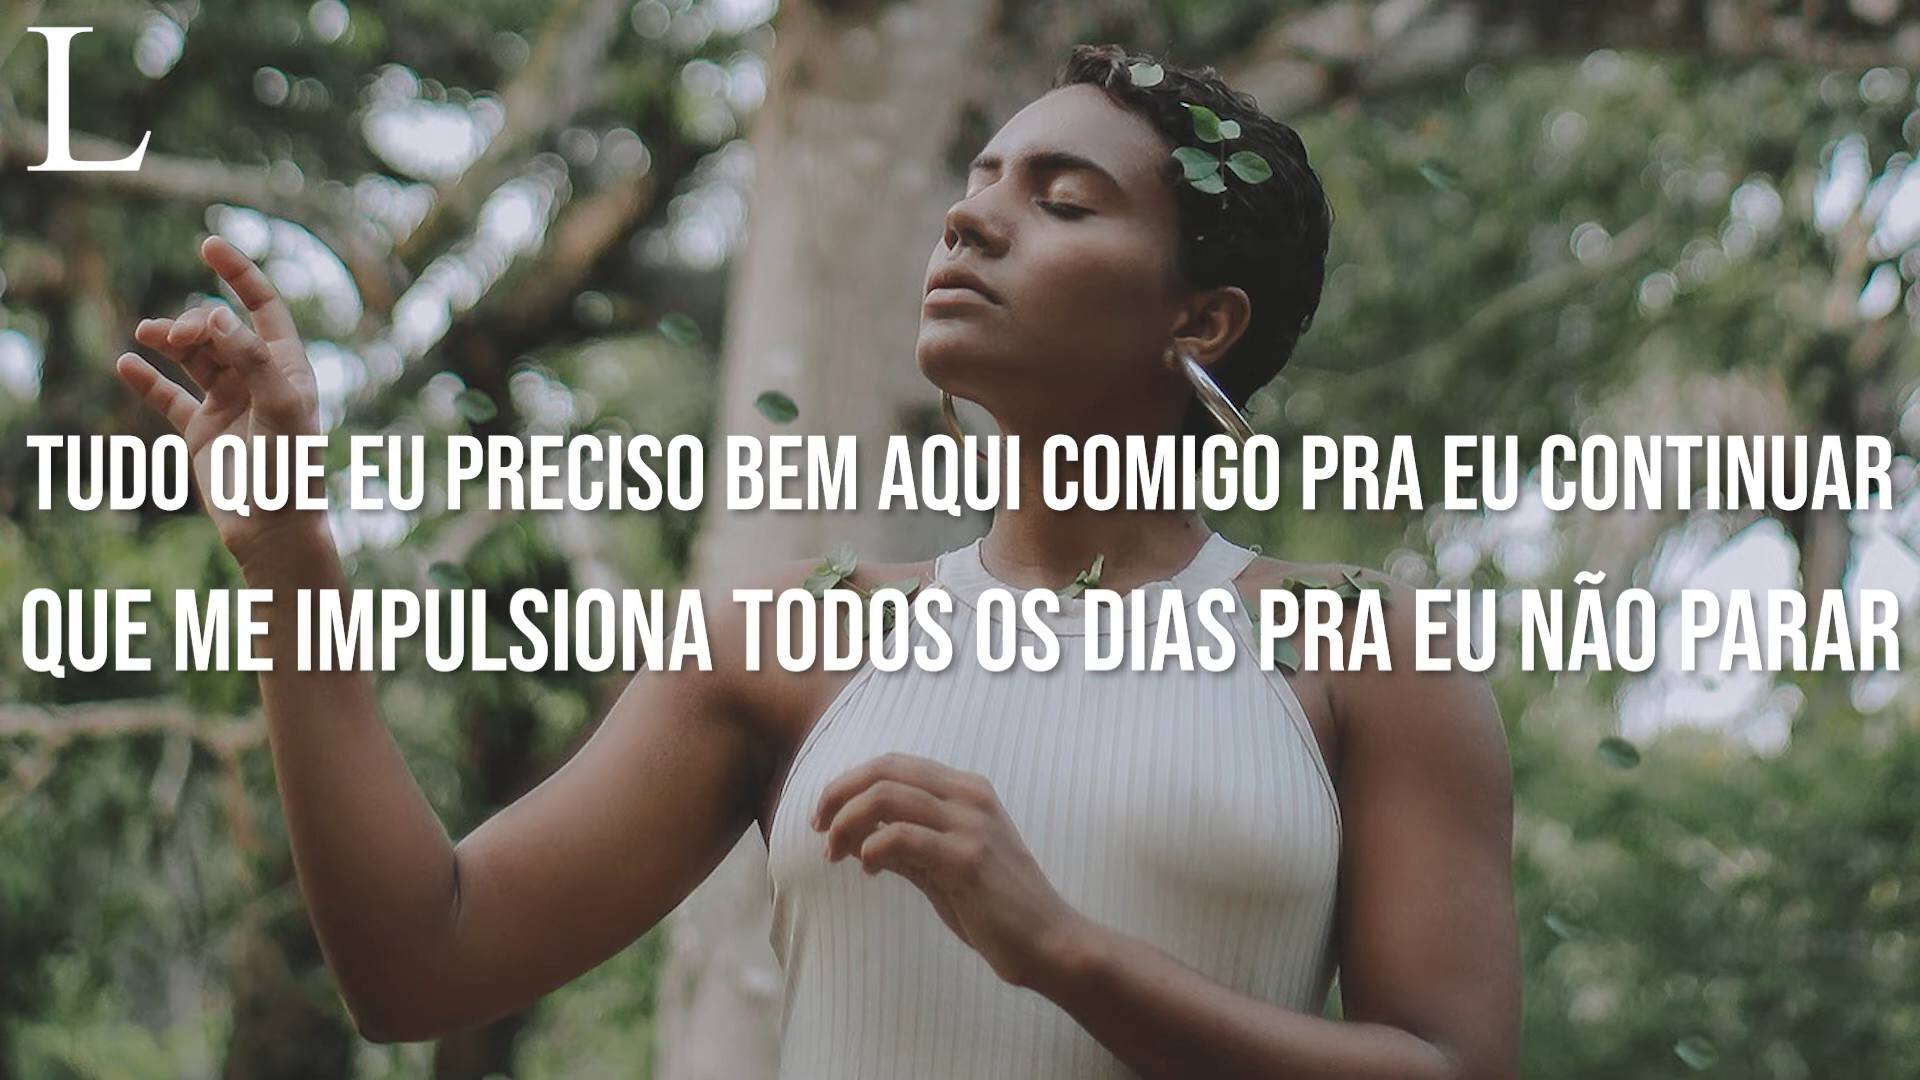 L
TUDO QUE EU PRECISO BEM AQUI COMIGO PRA EU CONTINUAR
QUE ME IMPULSIONA TODOS OS DIAS PRA EU NÃO PARAR